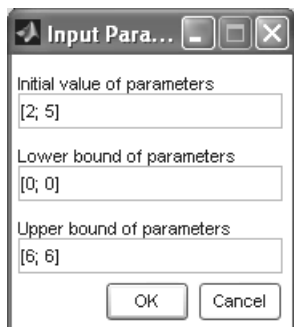 Input Para...
Initial value of parameters
[2; 5]
Lower bound of parameters
[0; 0]
Upper bound of parameters
[6; 6]
OK Cancel